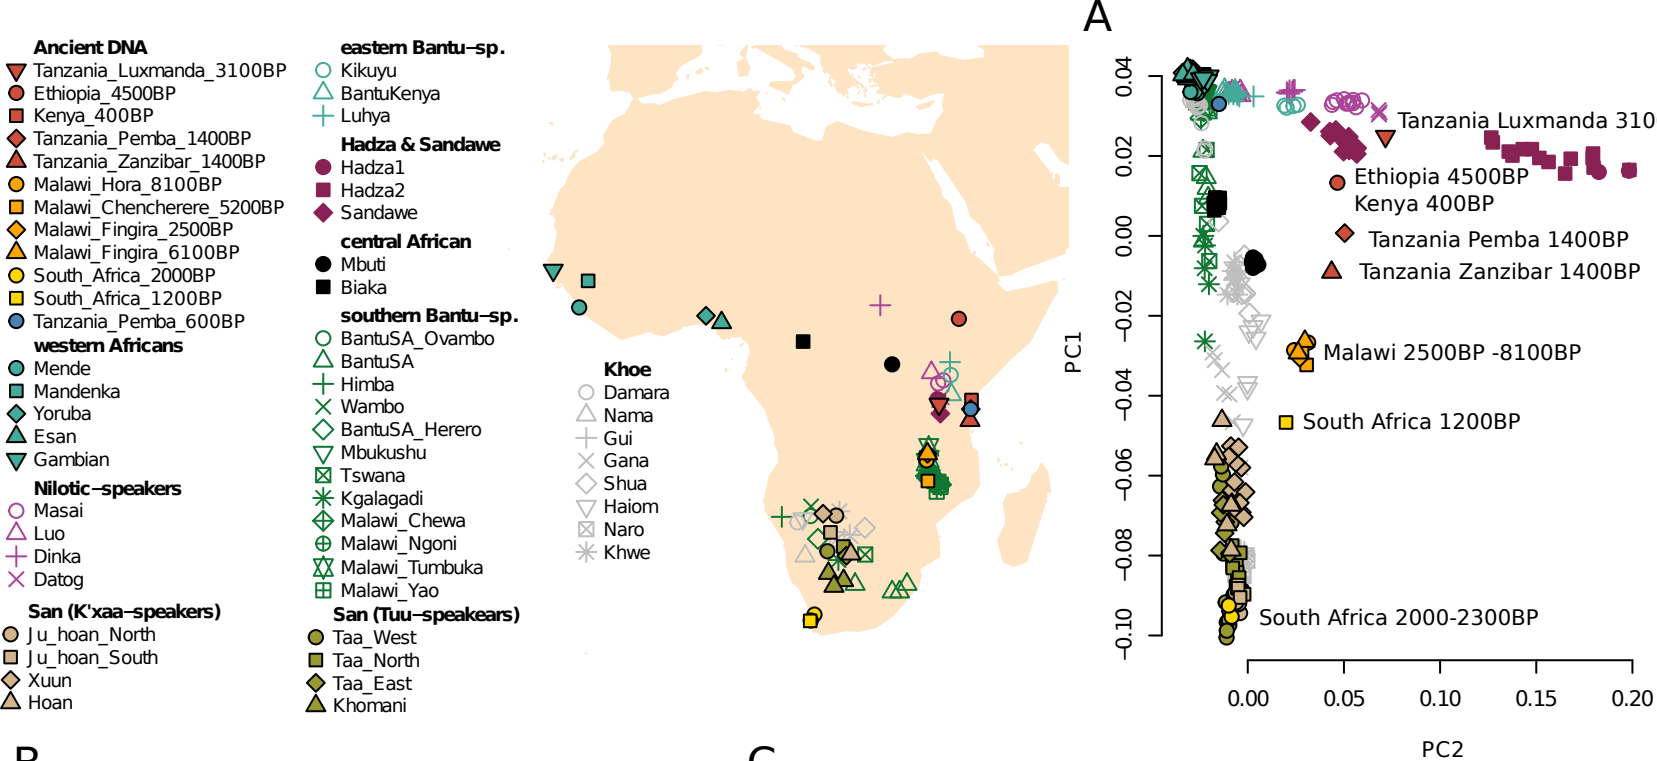 Ancient DNA
Tanzania_Luxmanda_3100BP
Ethiopia_4500BP
Kenya_400BP
Tanzania_Pemba_1400BP
Tanzania_Zanzibar_1400BP
Malawi_Hora_8100BP
Malawi_Chencherere_5200BP
Malawi_Fingira_2500BP
Malawi_Fingira_6100BP
South_Africa_2000BP
South_Africa_1200BP
Tanzania_Pemba_600BP
western Africans
Mende
Mandenka
Yoruba
Esan
Gambian
Nilotic−speakers
Masai
Luo
Dinka
Datog
San (K'xaa−speakers)
Ju_hoan_North
Ju_hoan_South
Xuun
Hoan
eastern Bantu−sp.
Kikuyu
BantuKenya
Luhya
Hadza & Sandawe
Hadza1
Hadza2
Sandawe
central African
Mbuti
Biaka
southern Bantu−sp.
BantuSA_Ovambo
BantuSA
Himba
Wambo
BantuSA_Herero
Mbukushu
Tswana
Kgalagadi
Malawi_Chewa
Malawi_Ngoni
Malawi_Tumbuka
Malawi_Yao
San (Tuu−speakears)
Taa_West
Taa_North
Taa_East
Khomani
Khoe
Damara
Nama
Gui
Gana
Shua
Haiom
Naro
Khwe
A
PC1
0.04
0.02
0.00
−0.02
−0.04
−0.06
−0.08
−0.10
Tanzania Luxmanda 310
Ethiopia 4500BP
Kenya 400BP
Tanzania Pemba 1400BP
Tanzania Zanzibar 1400BP
Malawi 2500BP -8100BP
South Africa 1200BP
South Africa 2000-2300BP
0.00 0.05 0.10 0.15 0.20
PC2
B
C